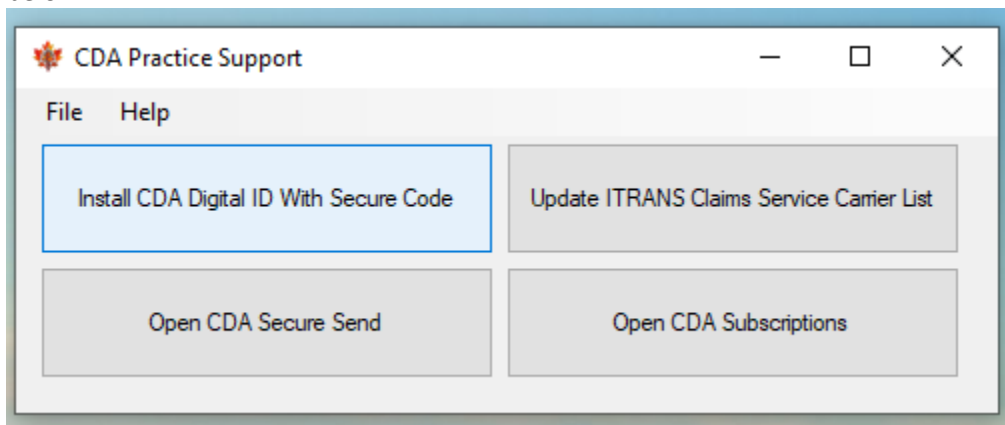 CDA Practice Support
File Help
Install CDA Digital ID With Secure Code
Update ITRANS Claims Service Carrier List
Open CDA Secure Send
Open CDA Subscriptions